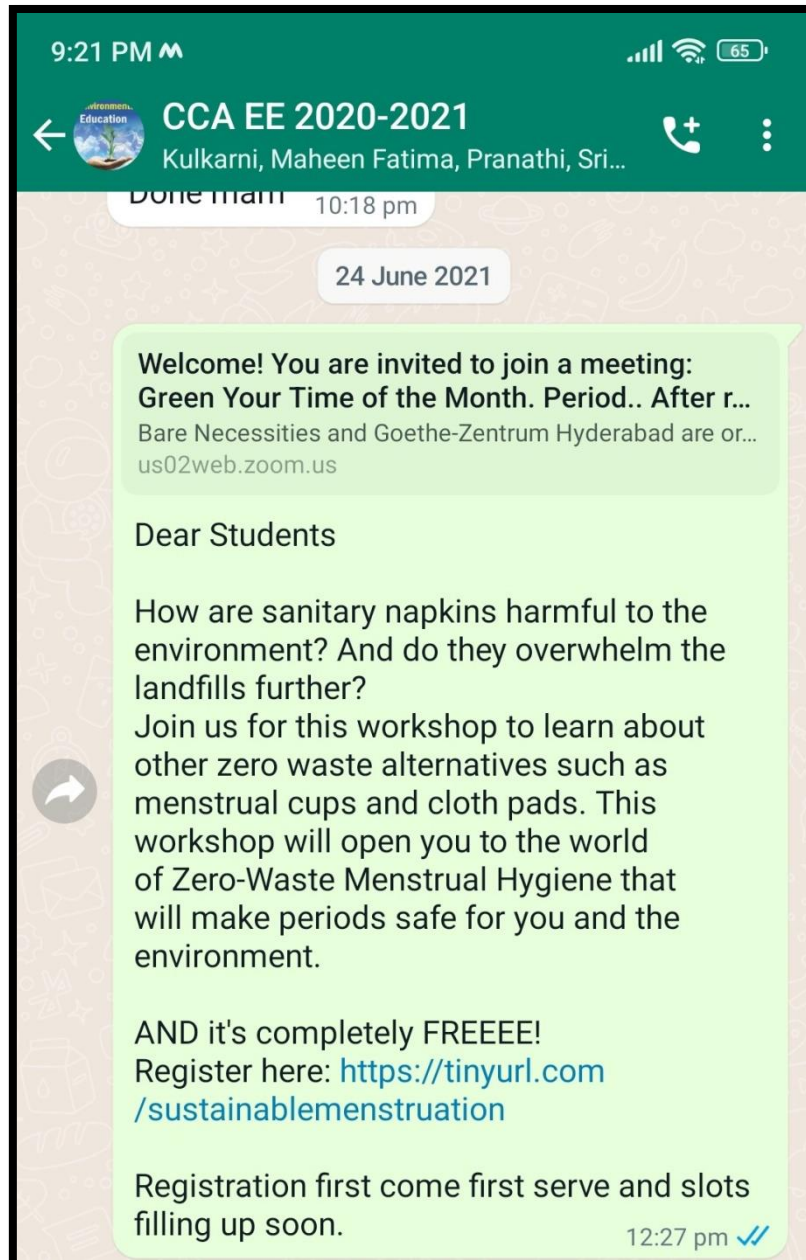 9:21 PM
65
vironmen.
Education
CCA EE 2020-2021
Kulkarni, Maheen Fatima, Pranathi, Sri...
Done mam 10:18 pm
24 June 2021
Welcome! You are invited to join a meeting:
Green Your Time of the Month. Period.. After r...
Bare Necessities and Goethe-Zentrum Hyderabad are or...
us02web.zoom.us
Dear Students
How are sanitary napkins harmful to the
environment? And do they overwhelm the
landfills further?
Join us for this workshop to learn about
other zero waste alternatives such as
menstrual cups and cloth pads. This
workshop will open you to the world
of Zero-Waste Menstrual Hygiene that
will make periods safe for you and the
environment.
AND it's completely FREEEE!
Register here: https://tinyurl.com
/sustainablemenstruation
Registration first come first serve and slots
filling up soon.
12:27 pm